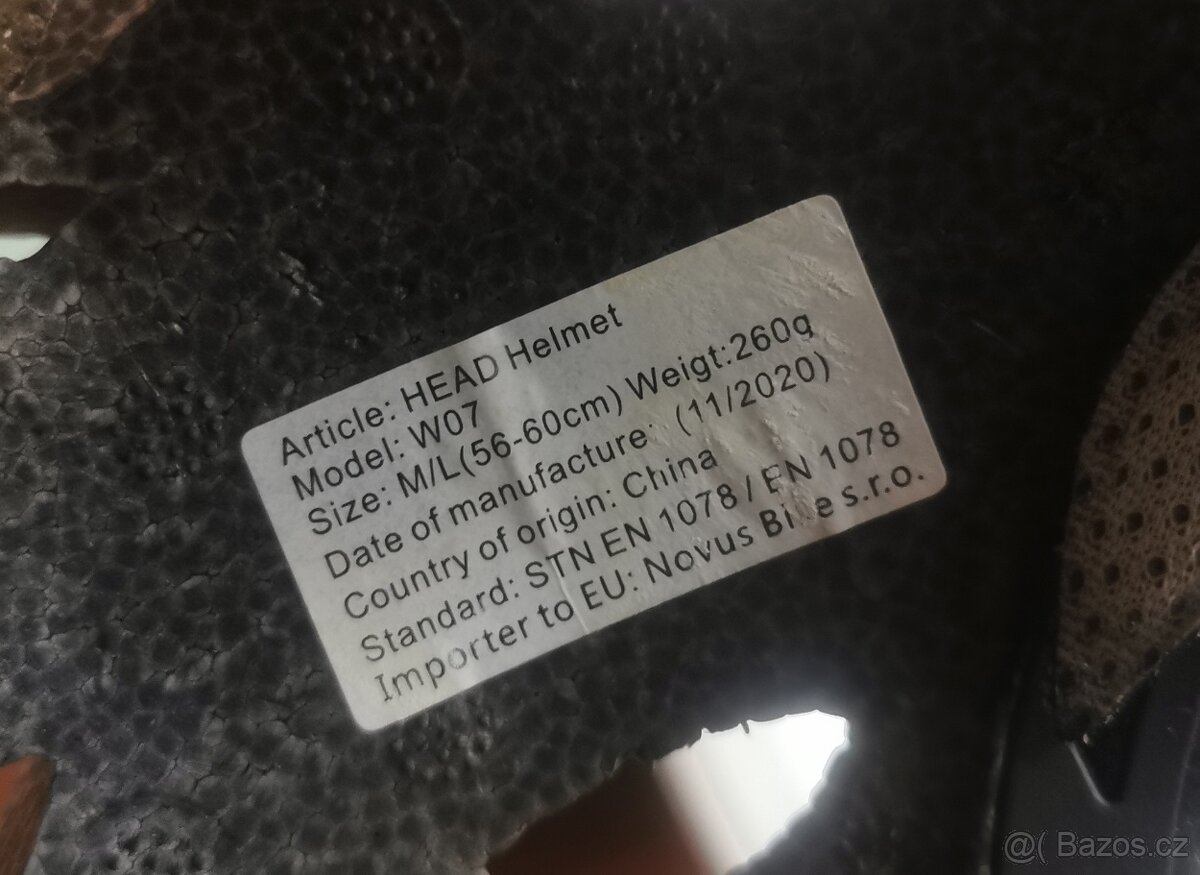 Article: HEAD Helmet
Model: W07
Size: M/L(56-60cm) Weigt:260g
Date of manufacture: (11/2020)
Country of origin: China
Standard: STN EN 1078 / EN 1078
Importer to EU: Novus Bike s.r.o.
@( Bazos.cz